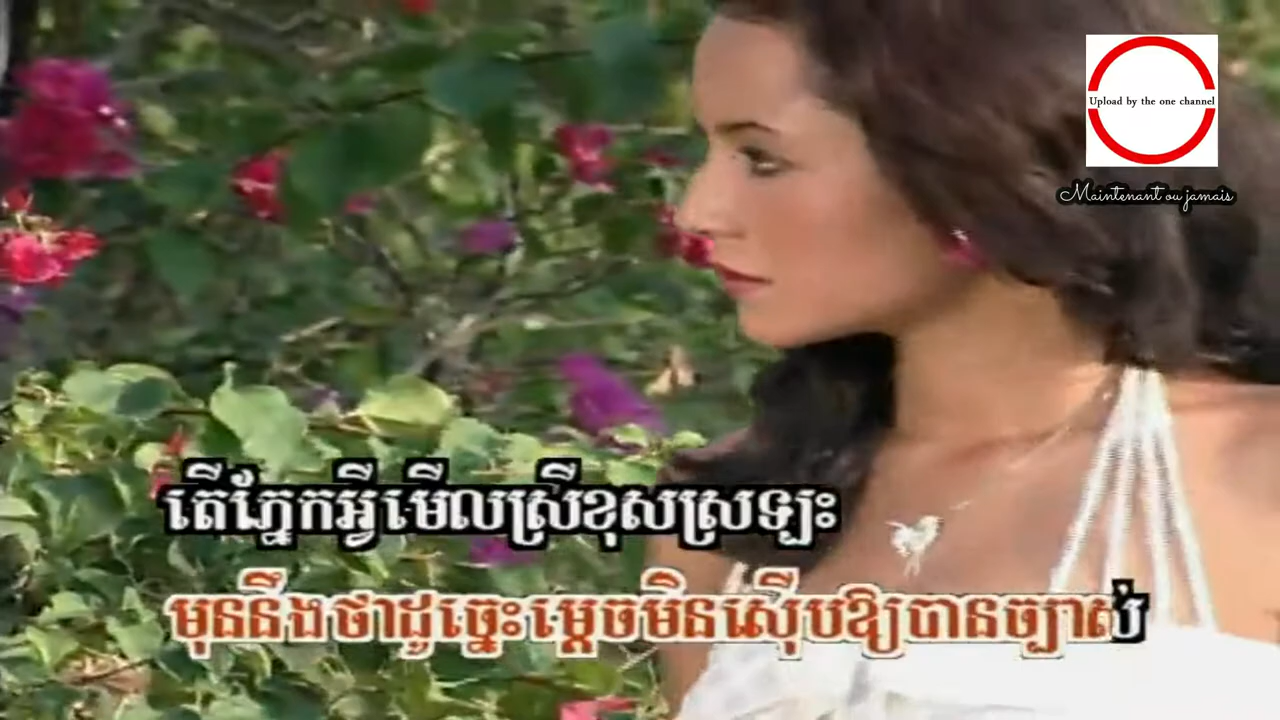 Upload by the one channel
Maintenant ou jamais
តើភ្នែកអ្វីមើលស្រីខុសស្រឡះ
មុននឹងថាដូច្នេះម្ដេចមិនស៊ើបឱ្យបានច្បាស់